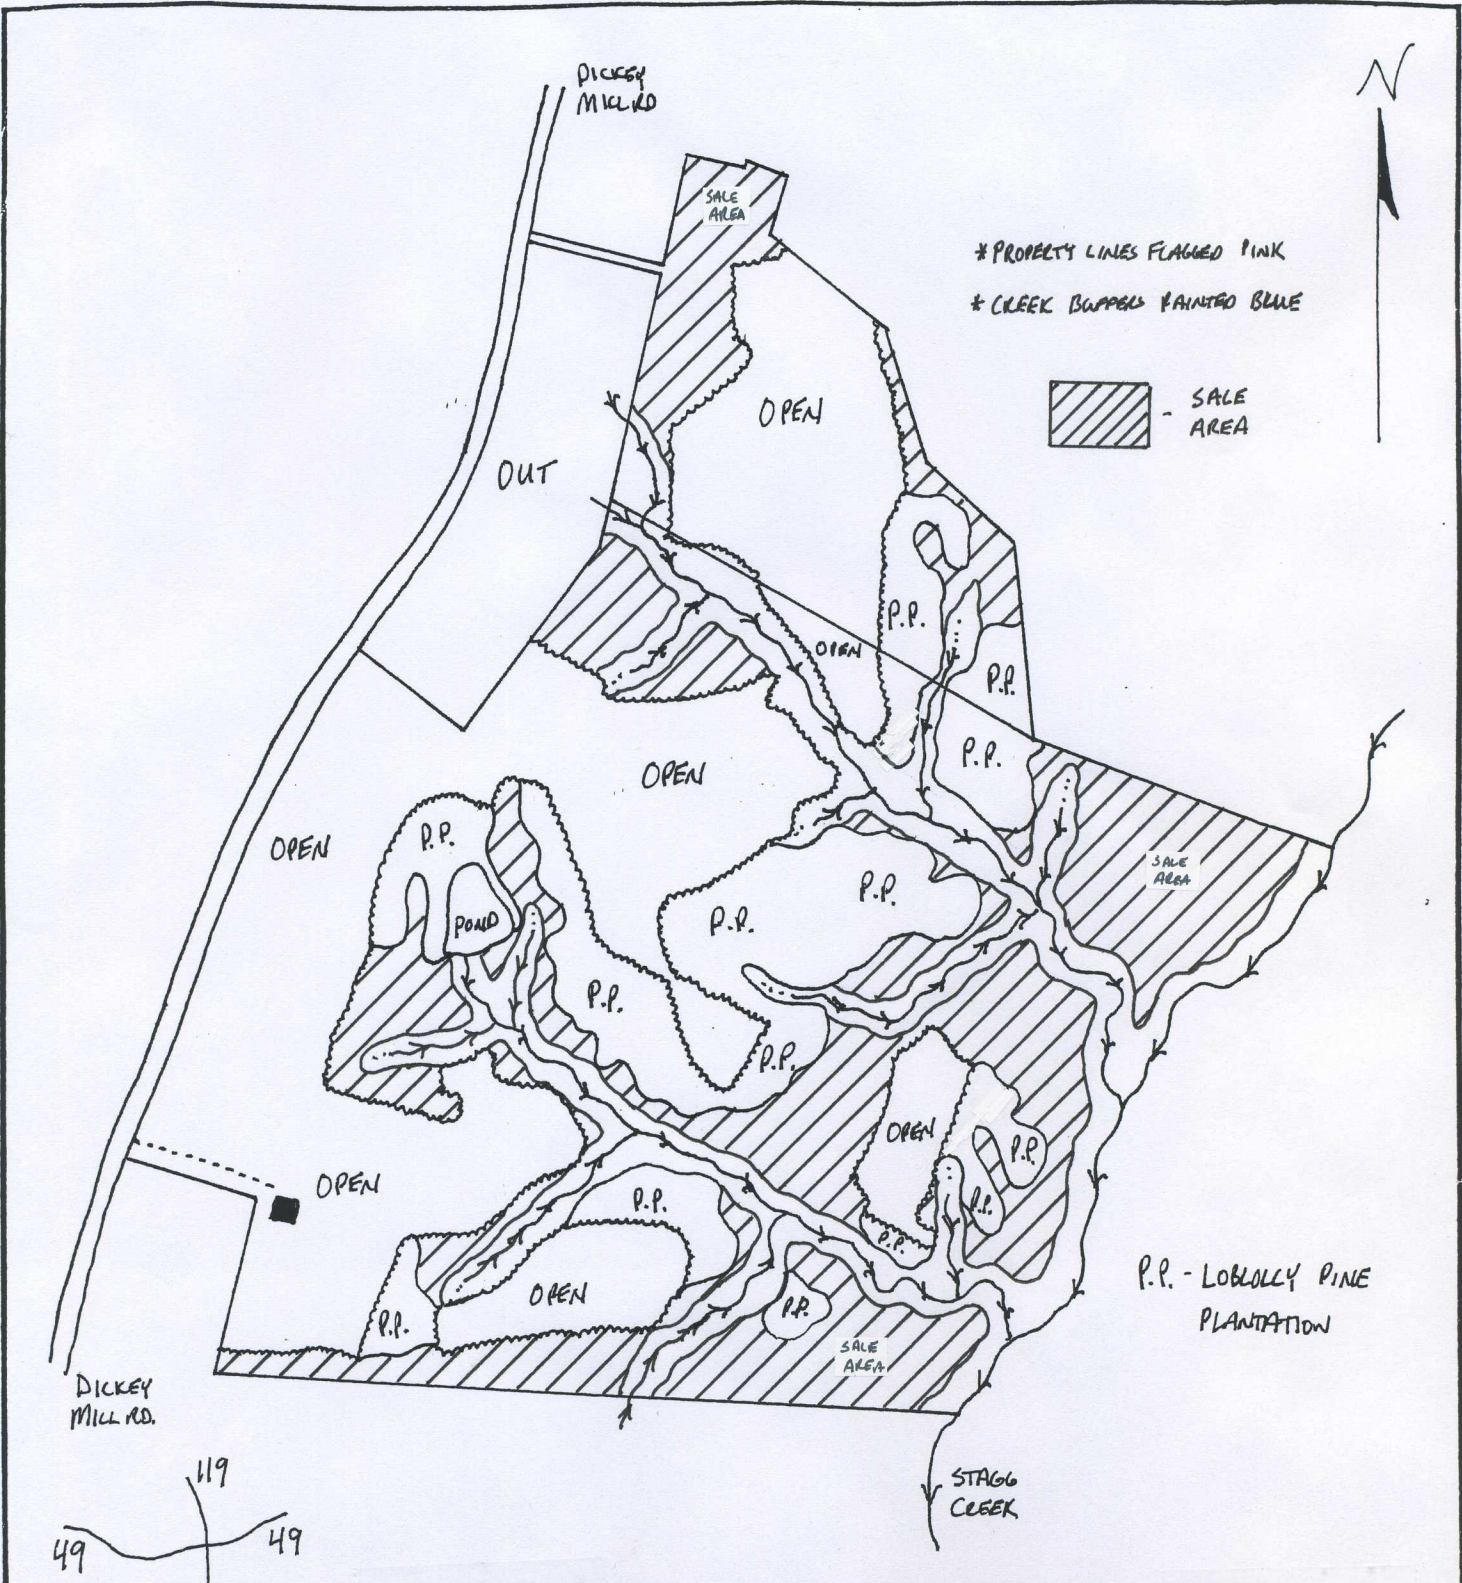 DICKEY
MILL RD
N
SALE
AREA
* PROPERTY LINES FLAGGED PINK
* CREEK BUFFERS PAINTED BLUE
SALE
AREA
OPEN
OUT
P.P.
OPEN
P.P.
P.P.
OPEN
OPEN
P.P.
SALE
AREA
P.P.
P.P.
POND
P.P.
P.P.
OPEN
P.P.
OPEN
P.P.
P.P.
P.P.
P.P. - LOBLOLLY PINE
PLANTATION
OPEN
P.P.
P.P.
SALE
AREA
DICKEY
MILL RD.
119
49
49
STAGG
CREEK